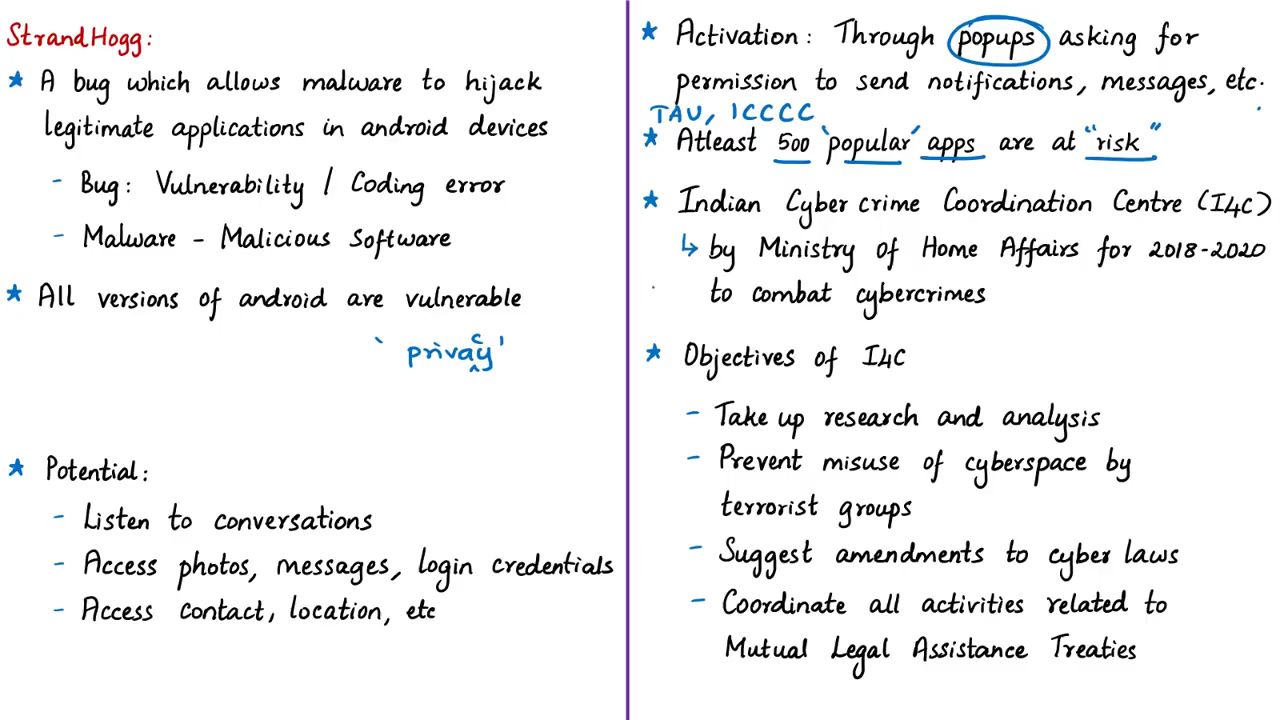 StrandHogg:
* A bug which allows malware to hijack
legitimate applications in android devices
- Bug: Vulnerability / Coding error
- Malware - Malicious Software
* All versions of android are vulnerable
' privacy '
* Potential:
- Listen to conversations
- Access photos, messages, login credentials
- Access contact, location, etc
* Activation: Through popups asking for
permission to send notifications, messages, etc.
TAU, ICCCC
* Atleast 500 'popular' apps are at "risk"
* Indian Cyber crime Coordination Centre (I4C)
↳ by Ministry of Home Affairs for 2018-2020
to combat cybercrimes
* Objectives of I4C
- Take up research and analysis
- Prevent misuse of cyberspace by
terrorist groups
- Suggest amendments to cyber laws
- Coordinate all activities related to
Mutual Legal Assistance Treaties